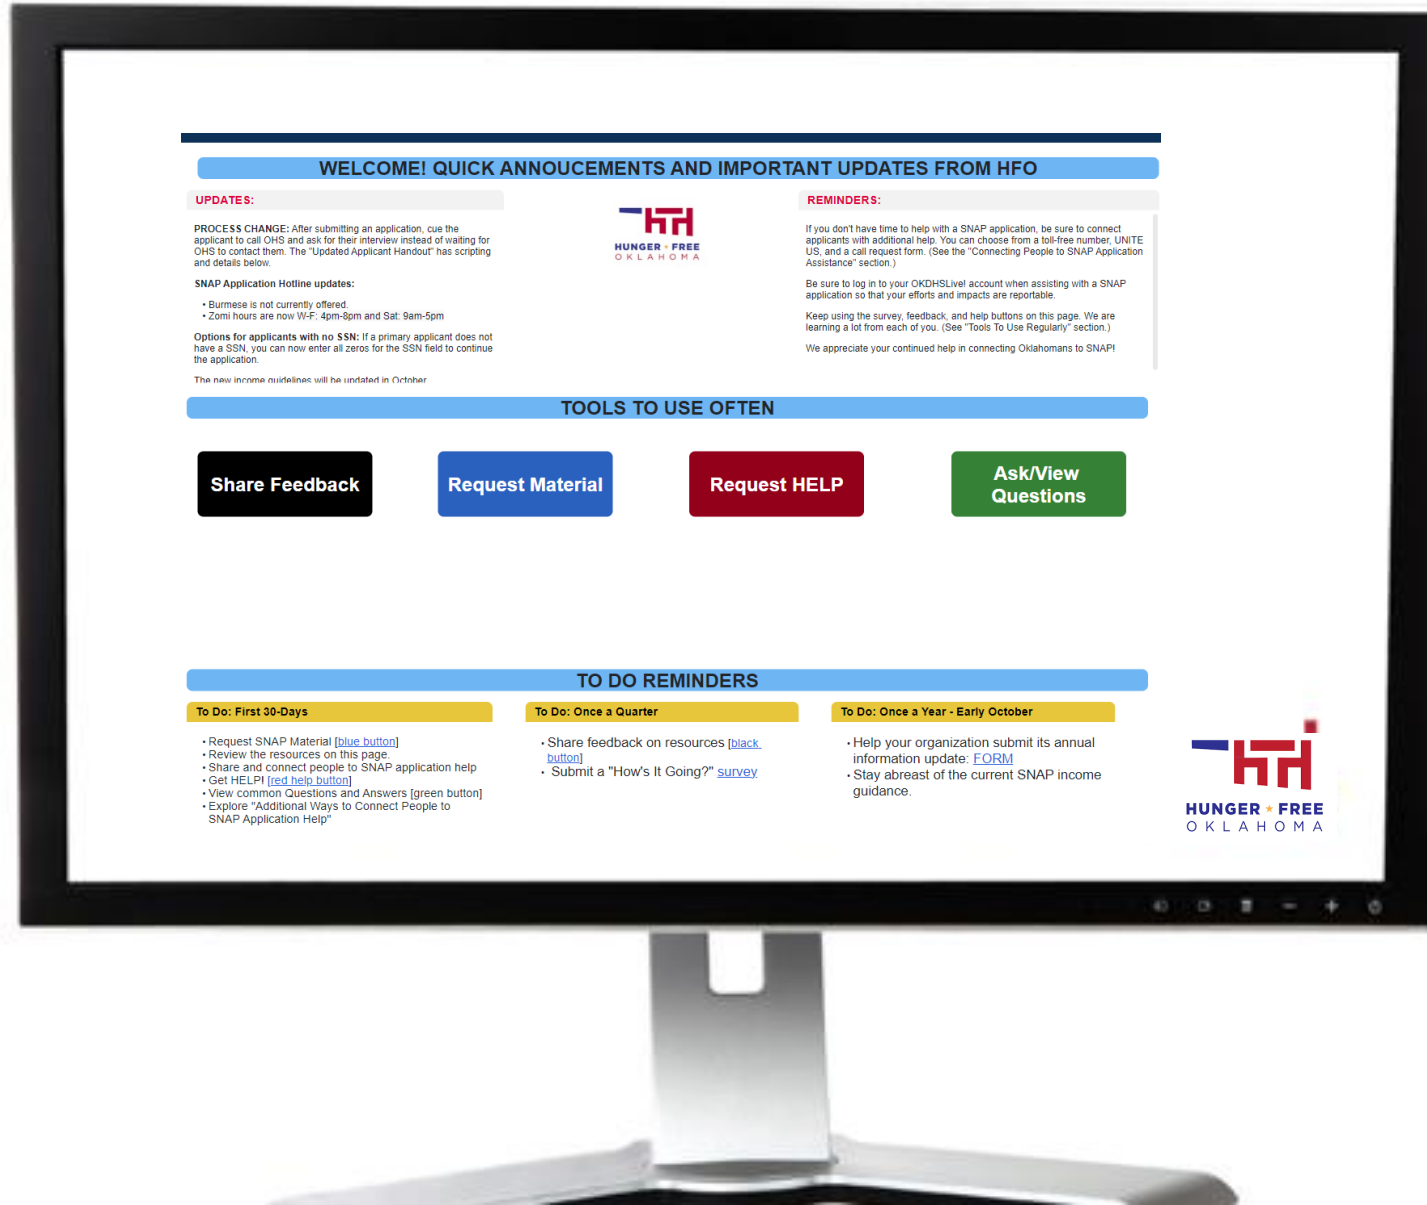 WELCOME! QUICK ANNOUCEMENTS AND IMPORTANT UPDATES FROM HFO
UPDATES:
PROCESS CHANGE: After submitting an application, cue the
applicant to call OHS and ask for their interview instead of waiting for
OHS to contact them. The "Updated Applicant Handout" has scripting
and details below.
SNAP Application Hotline updates:
• Burmese is not currently offered.
• Zomi hours are now W-F: 4pm-8pm and Sat: 9am-5pm
Options for applicants with no SSN: If a primary applicant does not
have a SSN, you can now enter all zeros for the SSN field to continue
the application.
The new income guidelines will be updated in October
HUNGER FREE
OKLAHOMA
REMINDERS:
If you don't have time to help with a SNAP application, be sure to connect
applicants with additional help. You can choose from a toll-free number, UNITE
US, and a call request form. (See the "Connecting People to SNAP Application
Assistance" section.)
Be sure to log in to your OKDHSLive! account when assisting with a SNAP
application so that your efforts and impacts are reportable.
Keep using the survey, feedback, and help buttons on this page. We are
learning a lot from each of you. (See "Tools To Use Regularly" section.)
We appreciate your continued help in connecting Oklahomans to SNAP!
TOOLS TO USE OFTEN
Share Feedback
Request Material
Request HELP
Ask/View
Questions
TO DO REMINDERS
To Do: First 30-Days
• Request SNAP Material [blue button]
• Review the resources on this page.
• Share and connect people to SNAP application help
• Get HELP! [red help button]
• View common Questions and Answers [green button]
• Explore "Additional Ways to Connect People to
SNAP Application Help"
To Do: Once a Quarter
• Share feedback on resources [black
button]
• Submit a "How's It Going?" survey
To Do: Once a Year - Early October
• Help your organization submit its annual
information update: FORM
• Stay abreast of the current SNAP income
guidance.
HUNGER FREE
OKLAHOMA